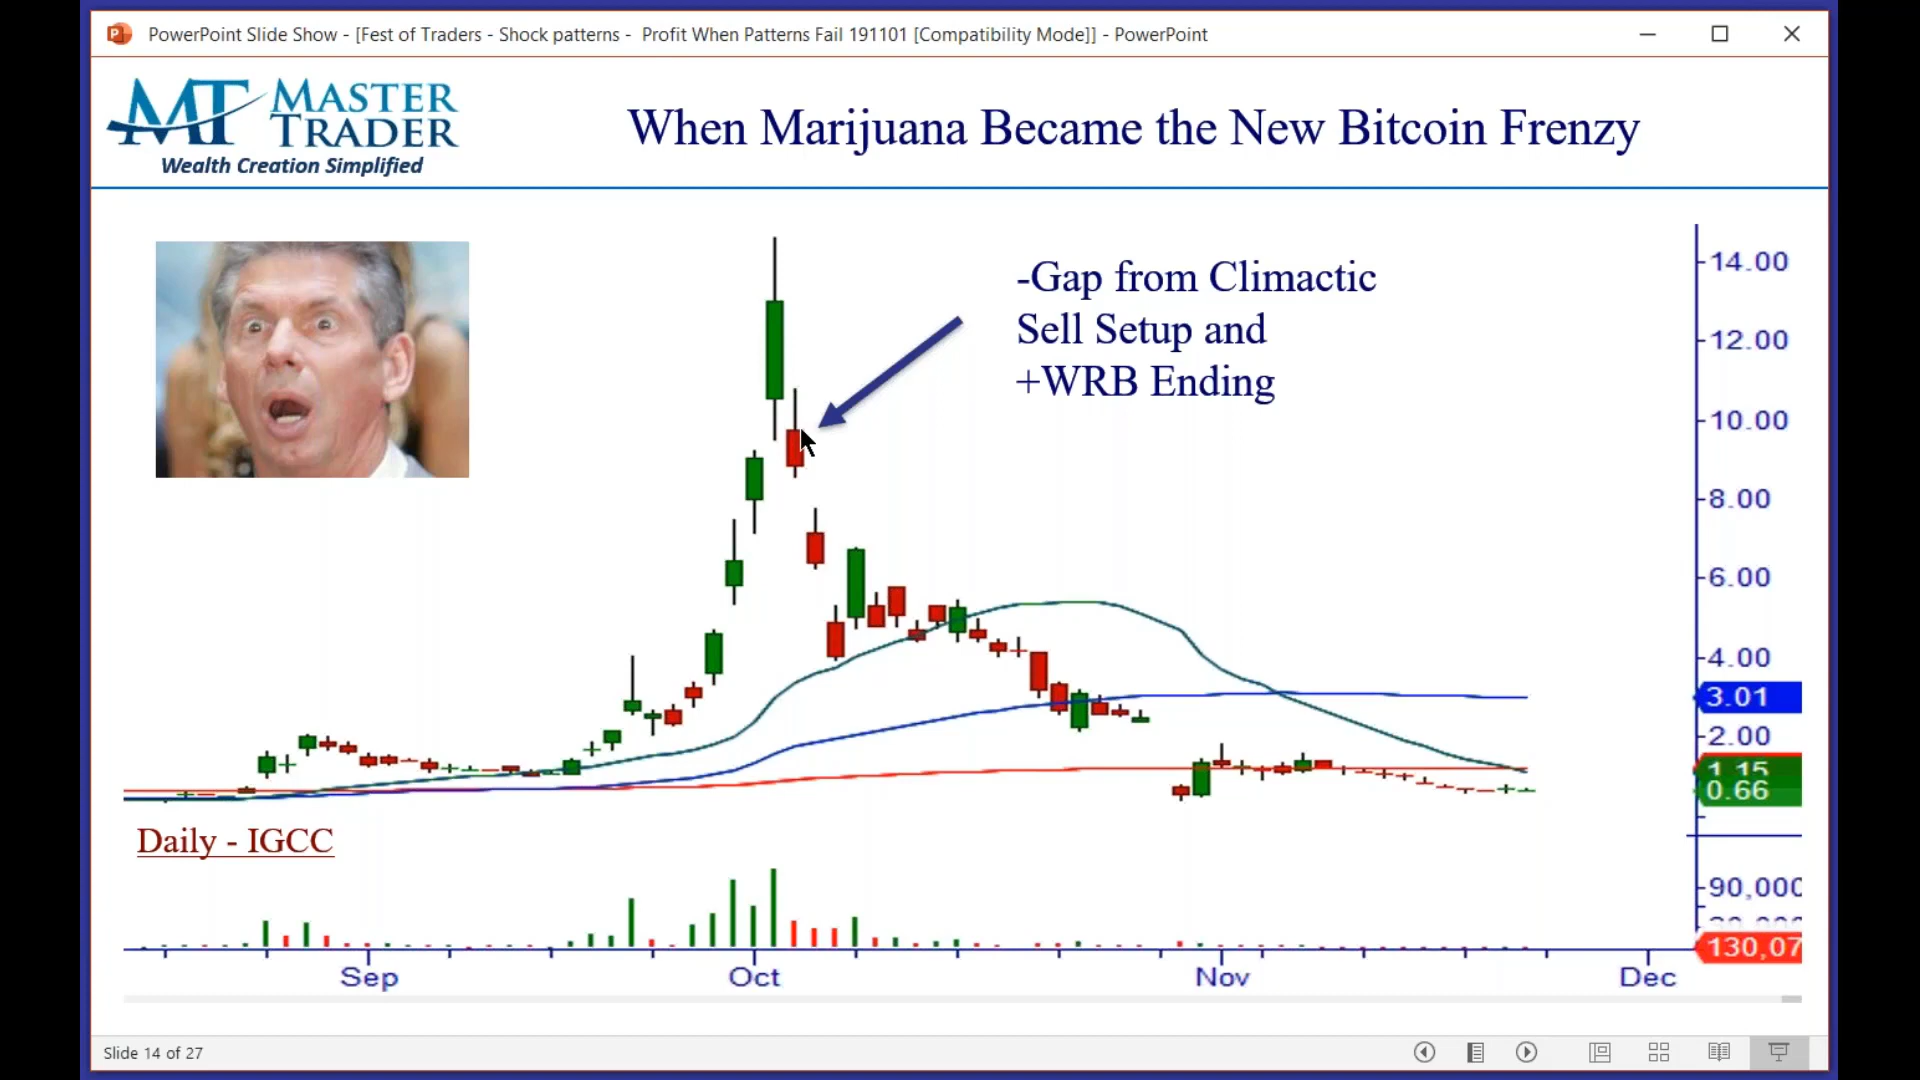 PowerPoint Slide Show - [Fest of Traders - Shock patterns -  Profit When Patterns Fail 191101 [Compatibility Mode]] - PowerPoint
MT MASTER TRADER
Wealth Creation Simplified
When Marijuana Became the New Bitcoin Frenzy
-Gap from Climactic
Sell Setup and
+WRB Ending
14.00
12.00
10.00
8.00
6.00
4.00
3.01
2.00
1.15
0.66
Daily - IGCC
90,000
130,07
Sep
Oct
Nov
Dec
Slide 14 of 27